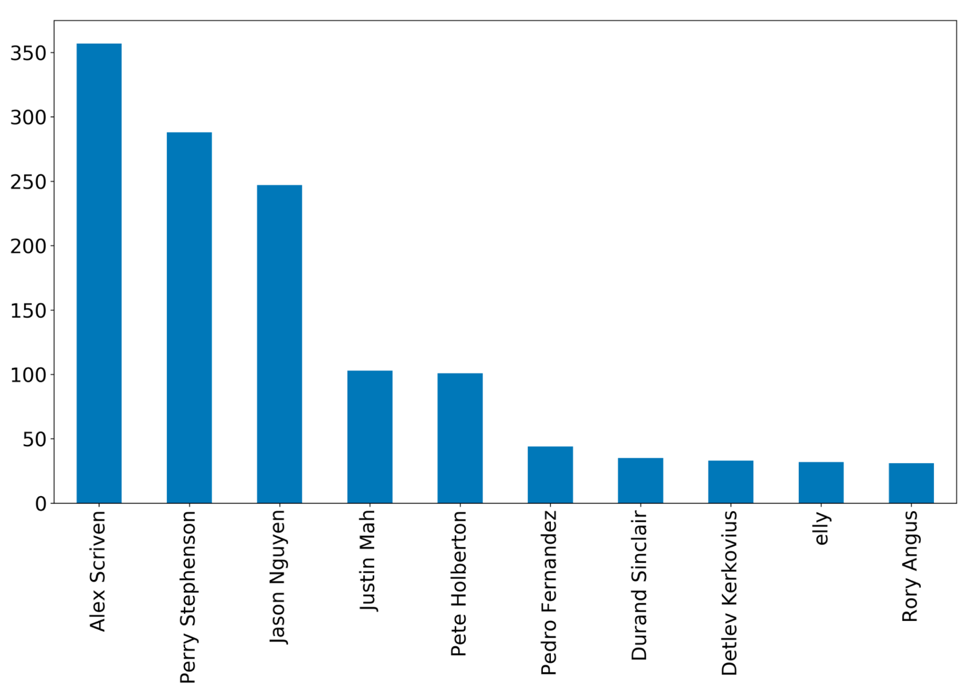 350
300
250
200
150
100
50
0
Alex Scriven
Perry Stephenson
Jason Nguyen
Justin Mah
Pete Holberton
Pedro Fernandez
Durand Sinclair
Detlev Kerkovius
elly
Rory Angus